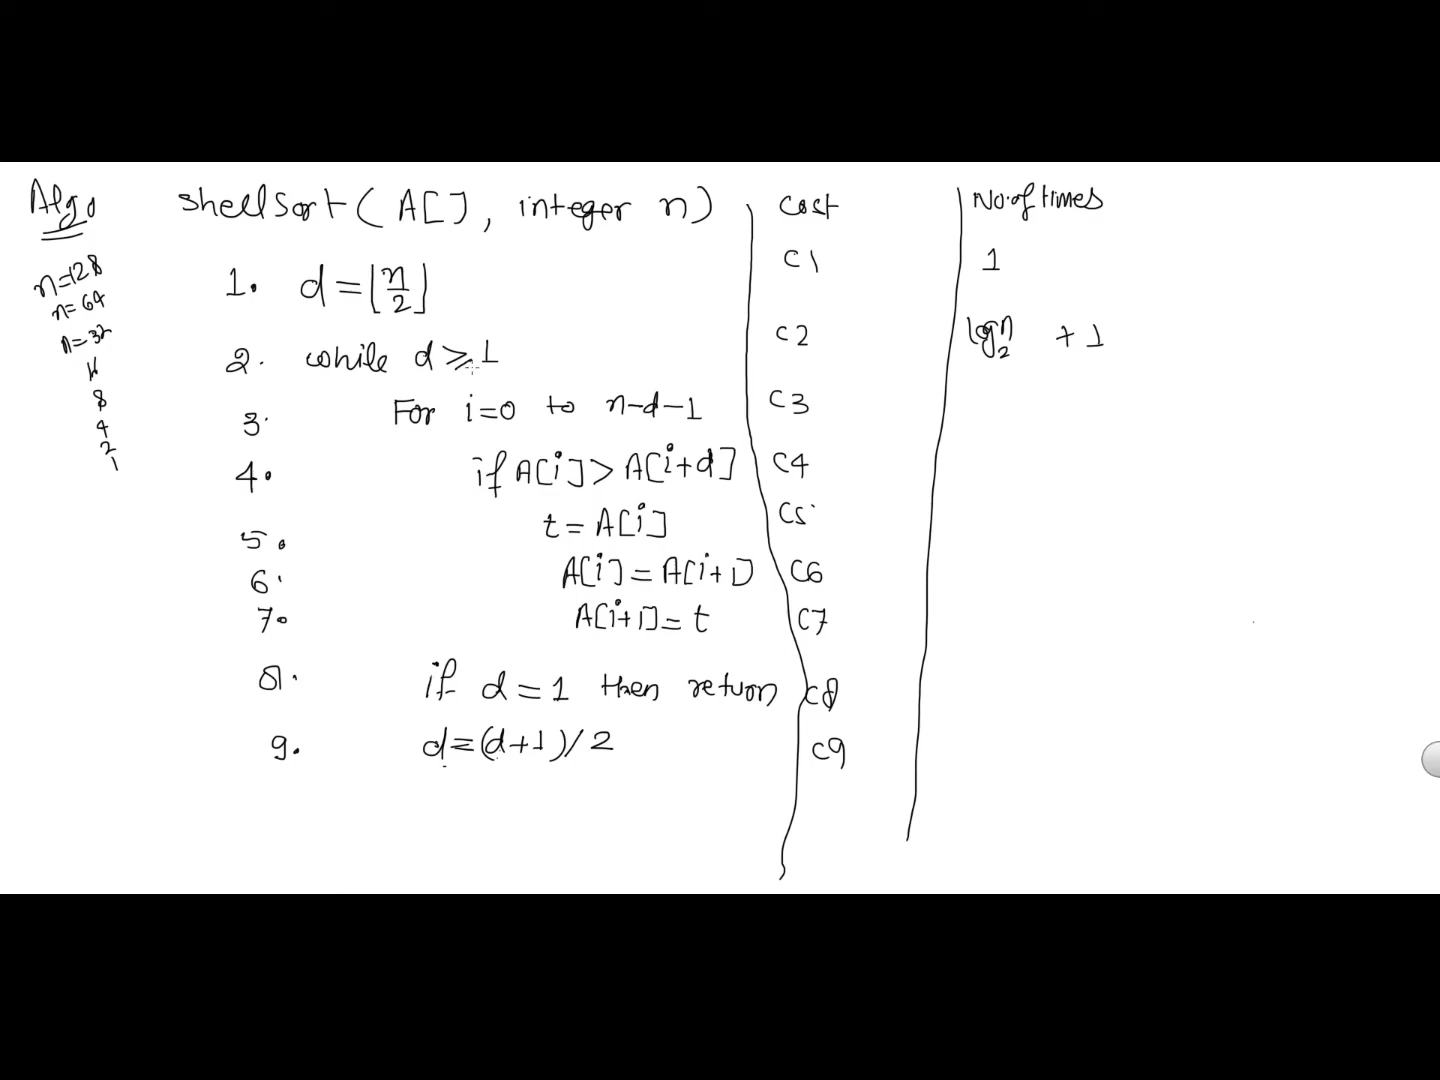 Algo shellsort( A[], integer n) Cost No.of times
n=128
n=64
n=32
8
4
2
1
1. d = ⌊n/2⌋ C1 1
2. while d ≥ 1 C2 log₂n + 1
3. For i=0 to n-d-1 C3
4. if A[i] > A[i+d] C4
5. t = A[i] C5
6. A[i] = A[i+1] C6
7. A[i+1] = t C7
8. if d = 1 then return C8
9. d = (d+1)/2 C9